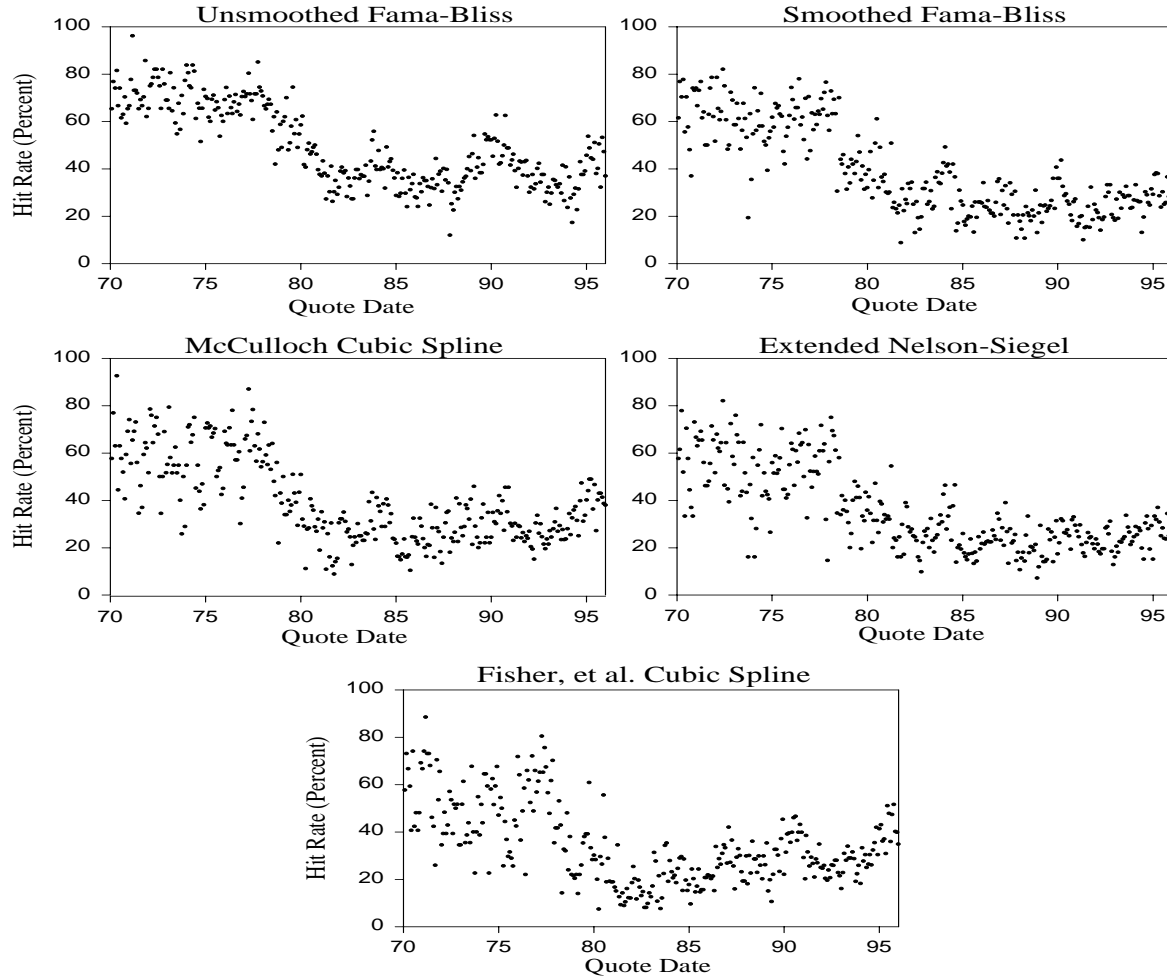 Unsmoothed Fama-Bliss
Hit Rate (Percent)
100
80
60
40
20
0
70 75 80 85 90 95
Quote Date
Smoothed Fama-Bliss
100
80
60
40
20
0
70 75 80 85 90 95
Quote Date
McCulloch Cubic Spline
Hit Rate (Percent)
100
80
60
40
20
0
70 75 80 85 90 95
Quote Date
Extended Nelson-Siegel
100
80
60
40
20
0
70 75 80 85 90 95
Quote Date
Fisher, et al. Cubic Spline
Hit Rate (Percent)
100
80
60
40
20
0
70 75 80 85 90 95
Quote Date